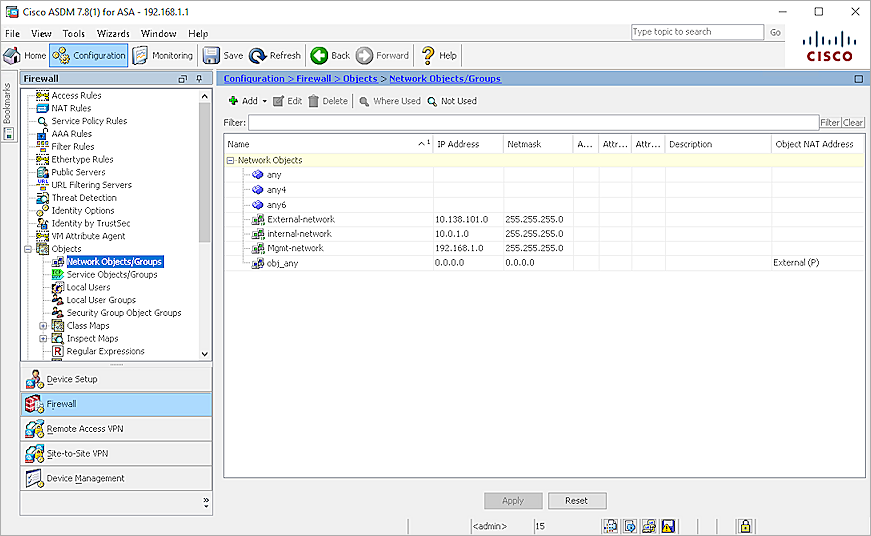 Cisco ASDM 7.8(1) for ASA - 192.168.1.1
File View Tools Wizards Window Help
Type to search Go
Home Configuration Monitoring Save Refresh Back Forward Help
CISCO
Bookmarks
Firewall
Access Rules
NAT Rules
Service Policy Rules
AAA Rules
Filter Rules
Ethertype Rules
Public Servers
URL Filtering Servers
Threat Detection
Identity Options
Identity by TrustSec
VM Attribute Agent
Objects
Network Objects/Groups
Service Objects/Groups
Local Users
Local User Groups
Security Group Object Groups
Class Maps
Inspect Maps
Regular Expressions
Device Setup
Firewall
Remote Access VPN
Site-to-Site VPN
Device Management
Configuration > Firewall > Objects > Network Objects/Groups
Add Edit Delete Where Used Not Used
Filter: Filter Clear
Name 1 IP Address Netmask A... Attr... Attr... Description Object NAT Address
Network Objects
any
any4
any6
External-network 10.138.101.0 255.255.255.0
internal-network 10.0.1.0 255.255.255.0
Mgmt-network 192.168.1.0 255.255.255.0
obj_any 0.0.0.0 0.0.0.0 External (P)
Apply Reset
<admin> 15